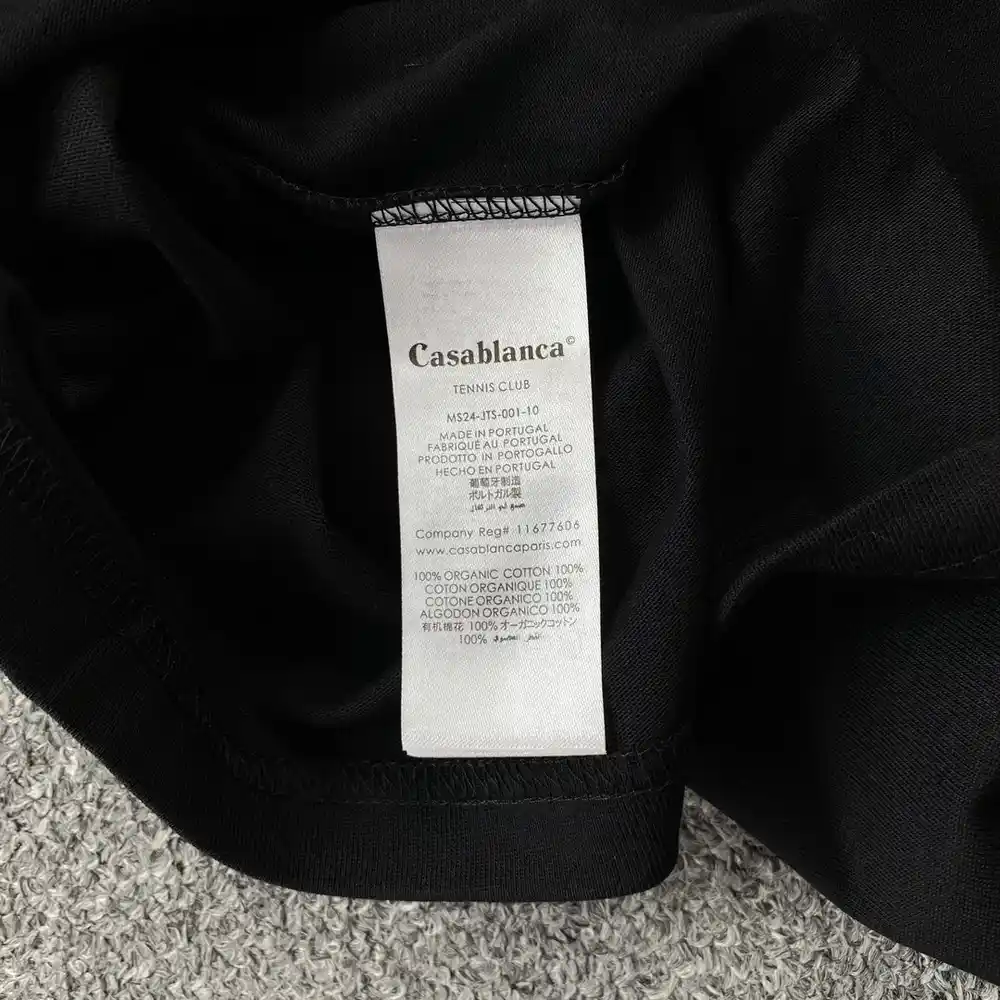 Casablanca©
TENNIS CLUB
MS24-JTS-001-10
MADE IN PORTUGAL
FABRIQUÉ AU PORTUGAL
PRODOTTO IN PORTOGALLO
HECHO EN PORTUGAL
葡萄牙制造
ポルトガル製
Company Reg# 11677606
www.casablancaparis.com
100% ORGANIC COTTON 100%
COTON ORGANIQUE 100%
COTONE ORGANICO 100%
ALGODON ORGANICO 100%
有机棉花 100% オーガニックコットン
100%